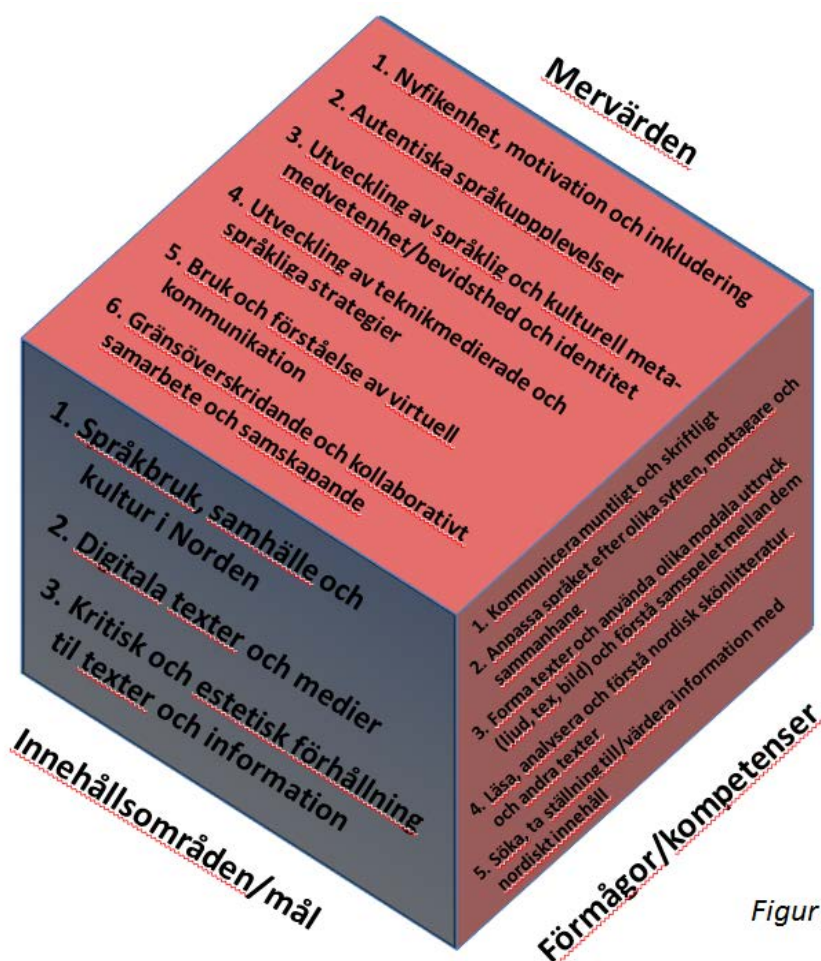 Mervärden
1. Nyfikenhet, motivation och inkludering
2. Autentiska språkuppplevelser
3. Utveckling av språklig och kulturell meta-
medvetenhet/bevidsthed och identitet
4. Utveckling av teknikmedierade och
språkliga strategier
5. Bruk och förståelse av virtuell
kommunikation
6. Gränsöverskridande och kollaborativt
samarbete och samskapande
1. Språkbruk, samhälle och
kultur i Norden
2. Digitala texter och medier
3. Kritisk och estetisk förhållning
til texter och information
Innehållsområden/mål
1. Kommunicera muntligt och skriftligt
2. Anpassa språket efter olika syften, mottagare och
sammanhang
3. Forma texter och använda olika modala uttryck
(ljud, tex, bild) och förstå samspelet mellan dem
4. Läsa, analysera och förstå nordisk skönlitteratur
och andra texter
5. Söka, ta ställning till/värdera information med
nordiskt innehåll
Förmågor/kompetenser
Figur